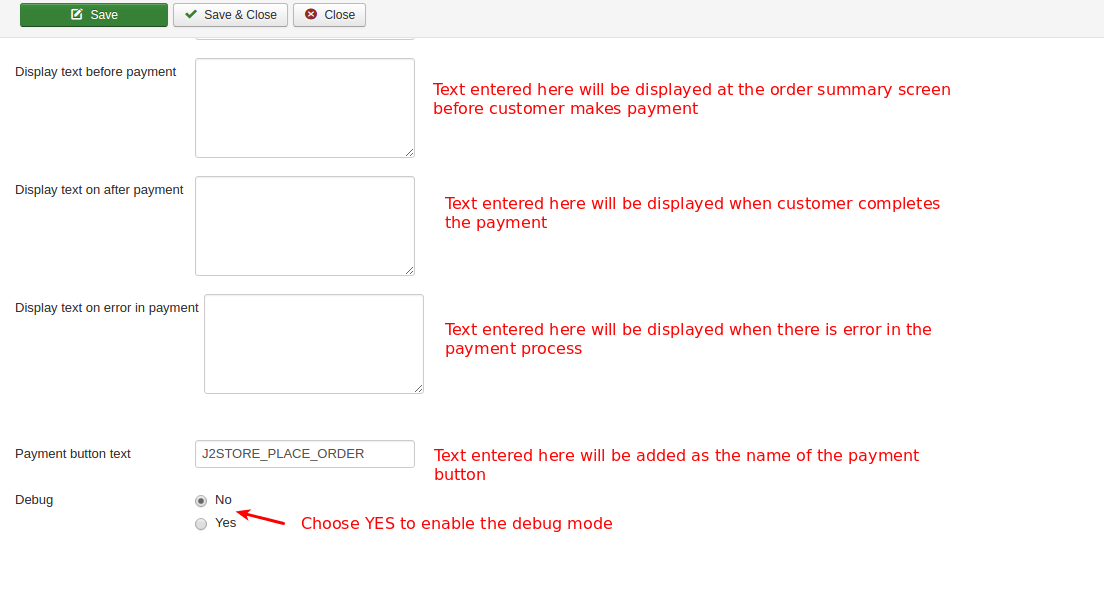 Save Save & Close Close
Display text before payment
Text entered here will be displayed at the order summary screen
before customer makes payment
Display text on after payment
Text entered here will be displayed when customer completes
the payment
Display text on error in payment
Text entered here will be displayed when there is error in the
payment process
Payment button text J2STORE_PLACE_ORDER
Text entered here will be added as the name of the payment
button
Debug No
Yes Choose YES to enable the debug mode